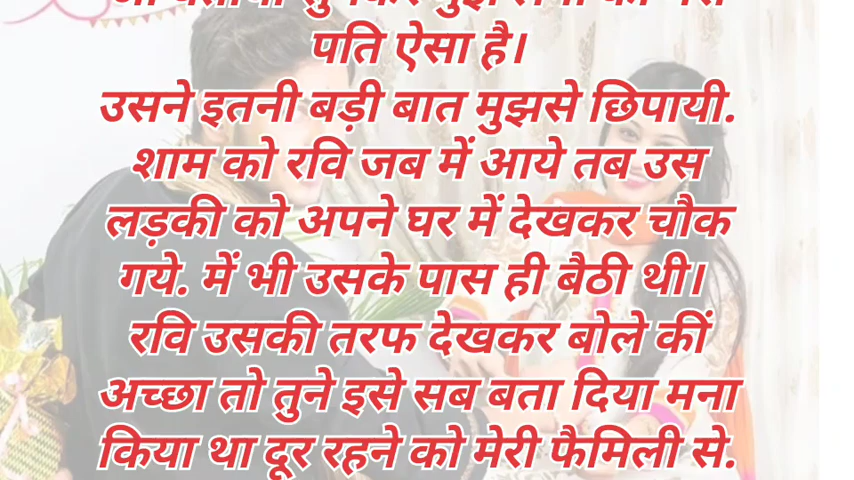 पति ऐसा है।
उसने इतनी बड़ी बात मुझसे छिपायी.
शाम को रवि जब में आये तब उस
लड़की को अपने घर में देखकर चौक
गये. में भी उसके पास ही बैठी थी।
रवि उसकी तरफ देखकर बोले कीं
अच्छा तो तुने इसे सब बता दिया मना
किया था दूर रहने को मेरी फैमिली से.